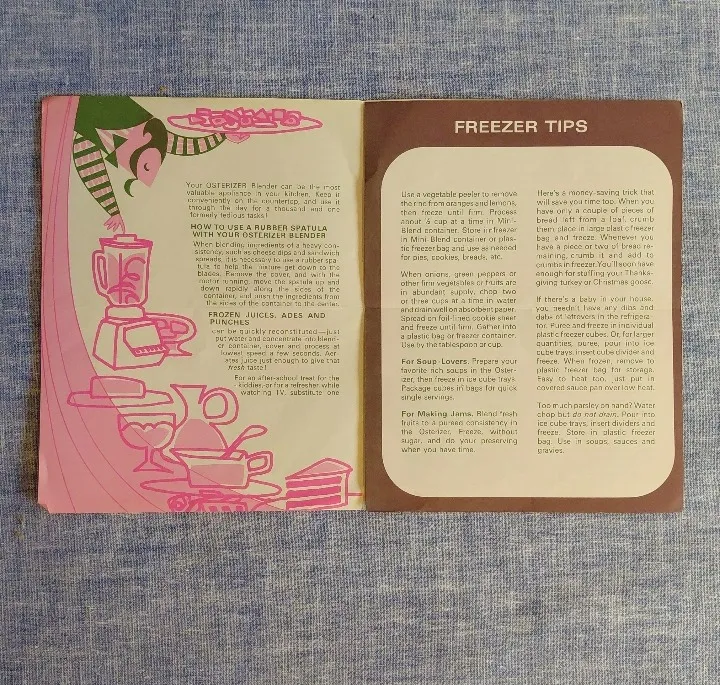 Your OSTERIZER Blender can be the most
valuable appliance in your kitchen. Keep it
conveniently on the countertop, and use it
through the day for a thousand and one
formerly tedious tasks!
HOW TO USE A RUBBER SPATULA
WITH YOUR OSTERIZER BLENDER
When blending ingredients of a heavy con-
sistency, such as cheese dips and sandwich
spreads, it is necessary to use a rubber spa-
tula to help the mixture get down to the
blades. Remove the cover, and with the
motor running, move the spatula up and
down rapidly along the sides of the
container, and push the ingredients from
the sides of the container to the center.
FROZEN JUICES, ADES AND
PUNCHES
can be quickly reconstituted—just
put water and concentrate into blend-
er container, cover and process at
lowest speed a few seconds. Aer-
ates juice just enough to give that
fresh taste!
For an after-school treat for the
kiddies, or for a refresher while
watching TV, substitute one
FREEZER TIPS
Use a vegetable peeler to remove
the rind from oranges and lemons,
then freeze until firm. Process
about ½ cup at a time in Mini-
Blend container. Store in freezer
in Mini-Blend container or plas-
tic freezer bag and use as needed
for pies, cookies, breads, etc.
When onions, green peppers or
other firm vegetables or fruits are
in abundant supply, chop two
or three cups at a time in water
and drain well on absorbent paper.
Spread on foil-lined cookie sheet
and freeze until firm. Gather into
a plastic bag or freezer container.
Use by the tablespoon or cup.
For Soup Lovers. Prepare your
favorite rich soups in the Oster-
izer, then freeze in ice cube trays.
Package cubes in bags for quick
single servings.
For Making Jams. Blend fresh
fruits to a pureed consistency in
the Osterizer. Freeze, without
sugar, and do your preserving
when you have time.
Here's a money-saving trick that
will save you time too. When you
have only a couple of pieces of
bread left from a loaf, crumb
them, place in large plastic freezer
bag and freeze. Whenever you
have a piece or two of bread re-
maining, crumb it and add to
crumbs in freezer. You'll soon have
enough for stuffing your Thanks-
giving turkey or Christmas goose.
If there's a baby in your house,
you needn't have any dibs and
dabs of leftovers in the refriger-
ator. Puree and freeze in individual
plastic freezer cubes. Or, for larger
quantities, puree, pour into ice
cube trays, insert cube divider and
freeze. When frozen, remove to
plastic freezer bag for storage.
Easy to heat too, just put in
covered sauce pan over low heat.
Too much parsley on hand? Water
chop but do not drain. Pour into
ice cube trays, insert dividers and
freeze. Store in plastic freezer
bag. Use in soups, sauces and
gravies.